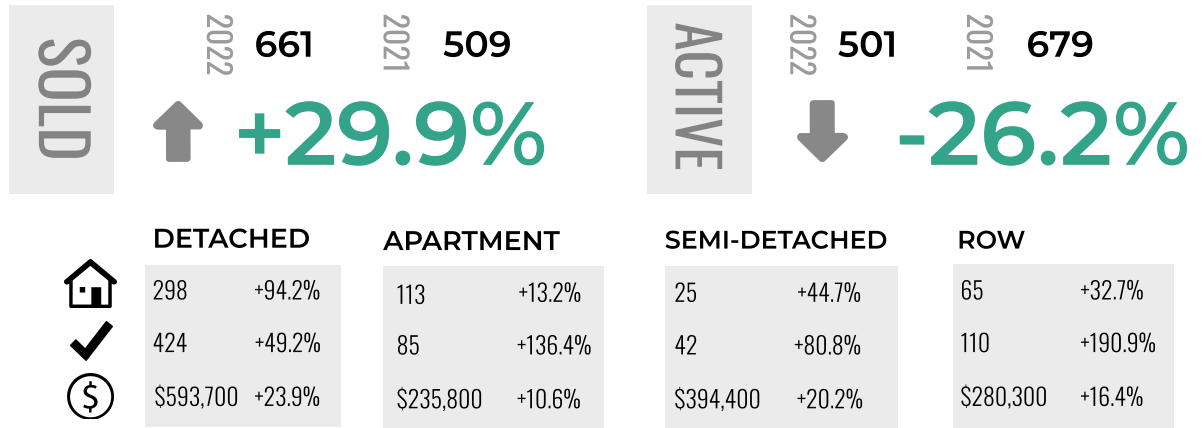 SOLD
2022 661 2021 509
+29.9%
ACTIVE
2022 501 2021 679
-26.2%
DETACHED APARTMENT SEMI-DETACHED ROW
298 +94.2% 113 +13.2% 25 +44.7% 65 +32.7%
424 +49.2% 85 +136.4% 42 +80.8% 110 +190.9%
$ $593,700 +23.9% $235,800 +10.6% $394,400 +20.2% $280,300 +16.4%